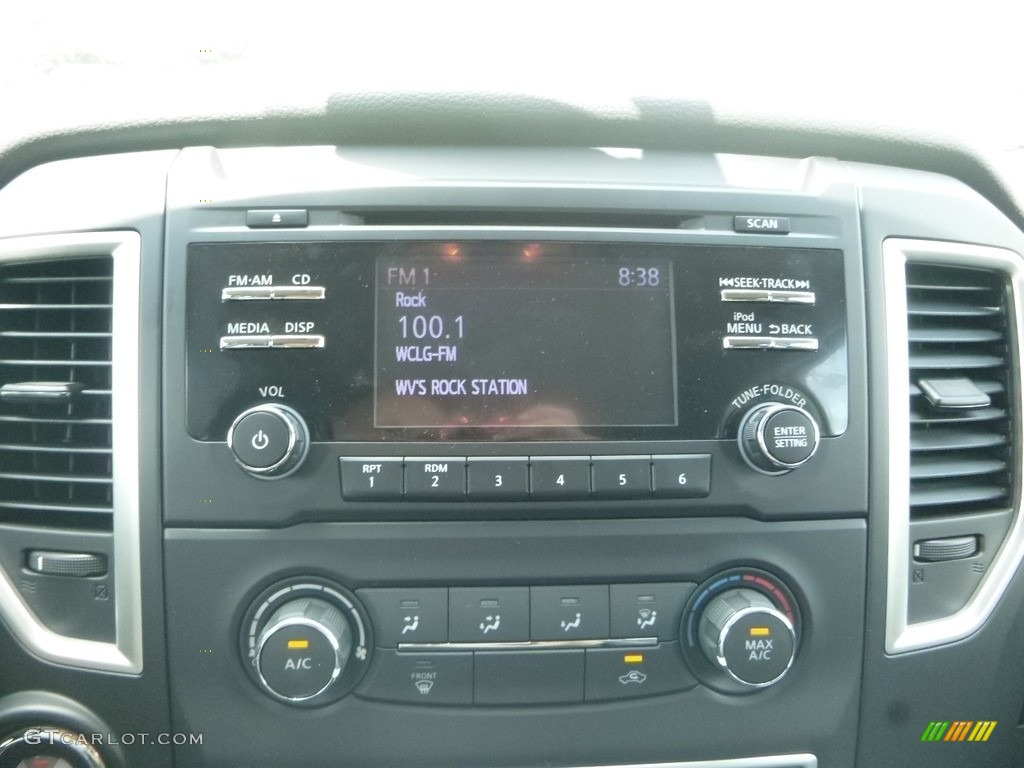 SCAN
FM·AM CD
FM 1 8:38
SEEK·TRACK
Rock
iPod
MEDIA DISP
100.1
MENU BACK
WCLG-FM
WV'S ROCK STATION
VOL
TUNE·FOLDER
ENTER
SETTING
RPT RDM
1 2 3 4 5 6
A/C
MAX
A/C
FRONT
GTCARLOT.COM